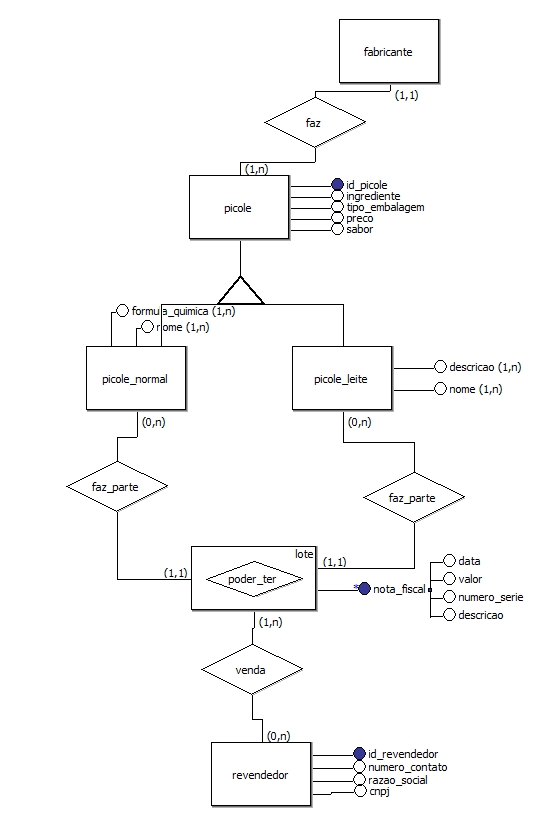 fabricante
(1,1)
faz
(1,n)
picole
id_picole
ingrediente
tipo_embalagem
preco
sabor
formula_quimica (1,n)
nome (1,n)
picole_normal
picole_leite
descricao (1,n)
nome (1,n)
(0,n)
(0,n)
faz_parte
faz_parte
lote
(1,1)
poder_ter
(1,1)
* nota_fiscal
data
valor
numero_serie
descricao
(1,n)
venda
(0,n)
revendedor
id_revendedor
numero_contato
razao_social
cnpj